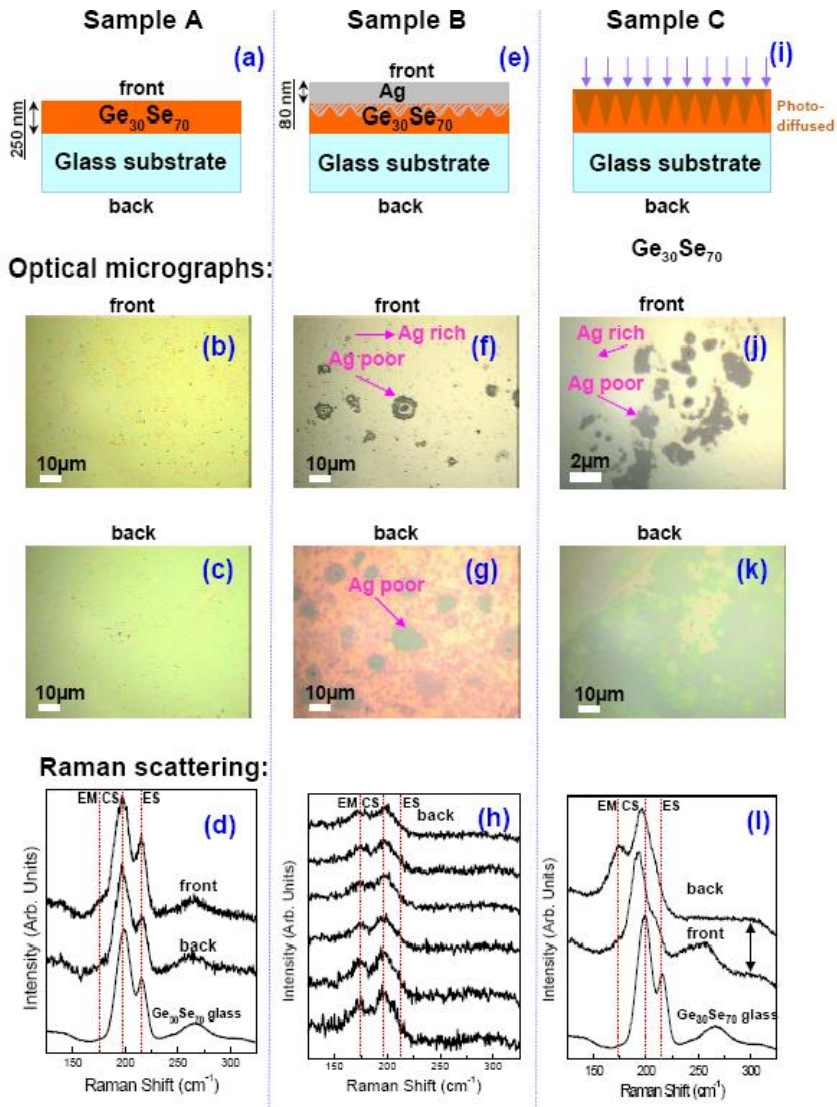 Sample A
Sample B
Sample C
(a)
front
250 nm
Ge30Se70
Glass substrate
back
(e)
front
80 nm
Ag
Ge30Se70
Glass substrate
back
(i)
Photo-
diffused
Glass substrate
back
Ge30Se70
Optical micrographs:
front
(b)
10µm
front
(f)
Ag rich
Ag poor
10µm
front
(j)
Ag rich
Ag poor
2µm
back
(c)
10µm
back
(g)
Ag poor
10µm
back
(k)
10µm
Raman scattering:
EM CS ES
(d)
front
back
Ge30Se70 glass
Intensity (Arb. Units)
150 200 250 300
Raman Shift (cm-1)
EM CS ES
back
(h)
Intensity (Arb. Units)
150 200 250 300
Raman Shift (cm-1)
EM CS ES
(l)
back
front
Ge30Se70 glass
Intensity (Arb. Units)
150 200 250 300
Raman Shift (cm-1)